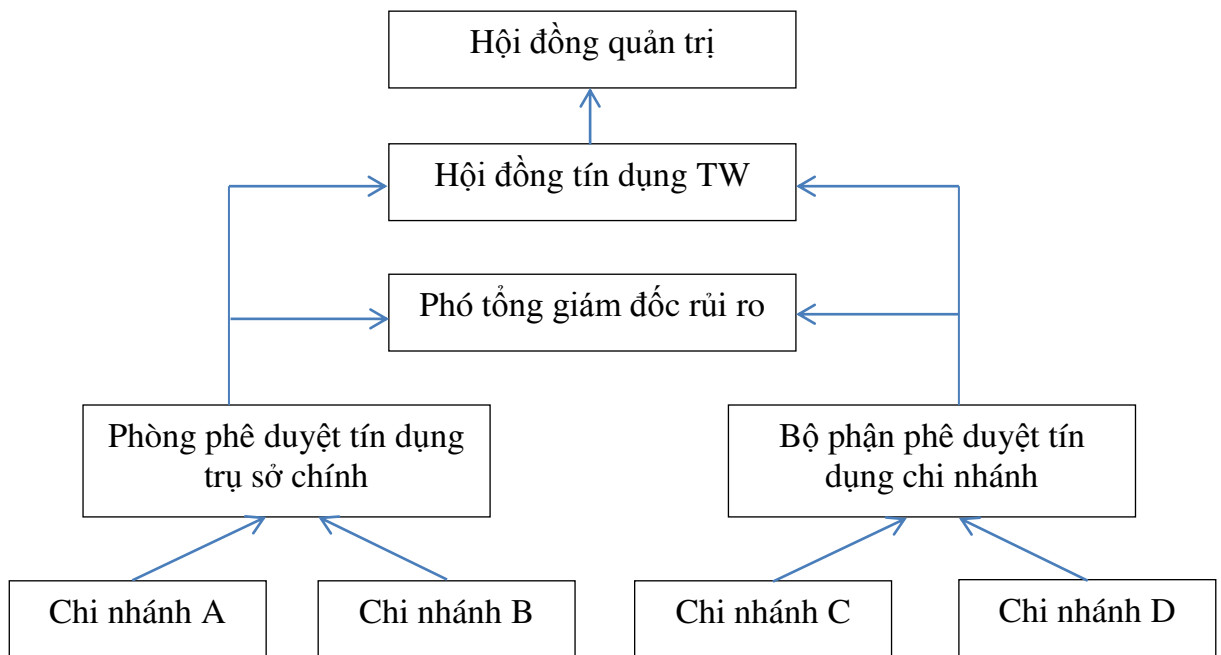 Hội đồng quản trị
Hội đồng tín dụng TW
Phó tổng giám đốc rủi ro
Phòng phê duyệt tín dụng
trụ sở chính
Bộ phận phê duyệt tín
dụng chi nhánh
Chi nhánh A
Chi nhánh B
Chi nhánh C
Chi nhánh D